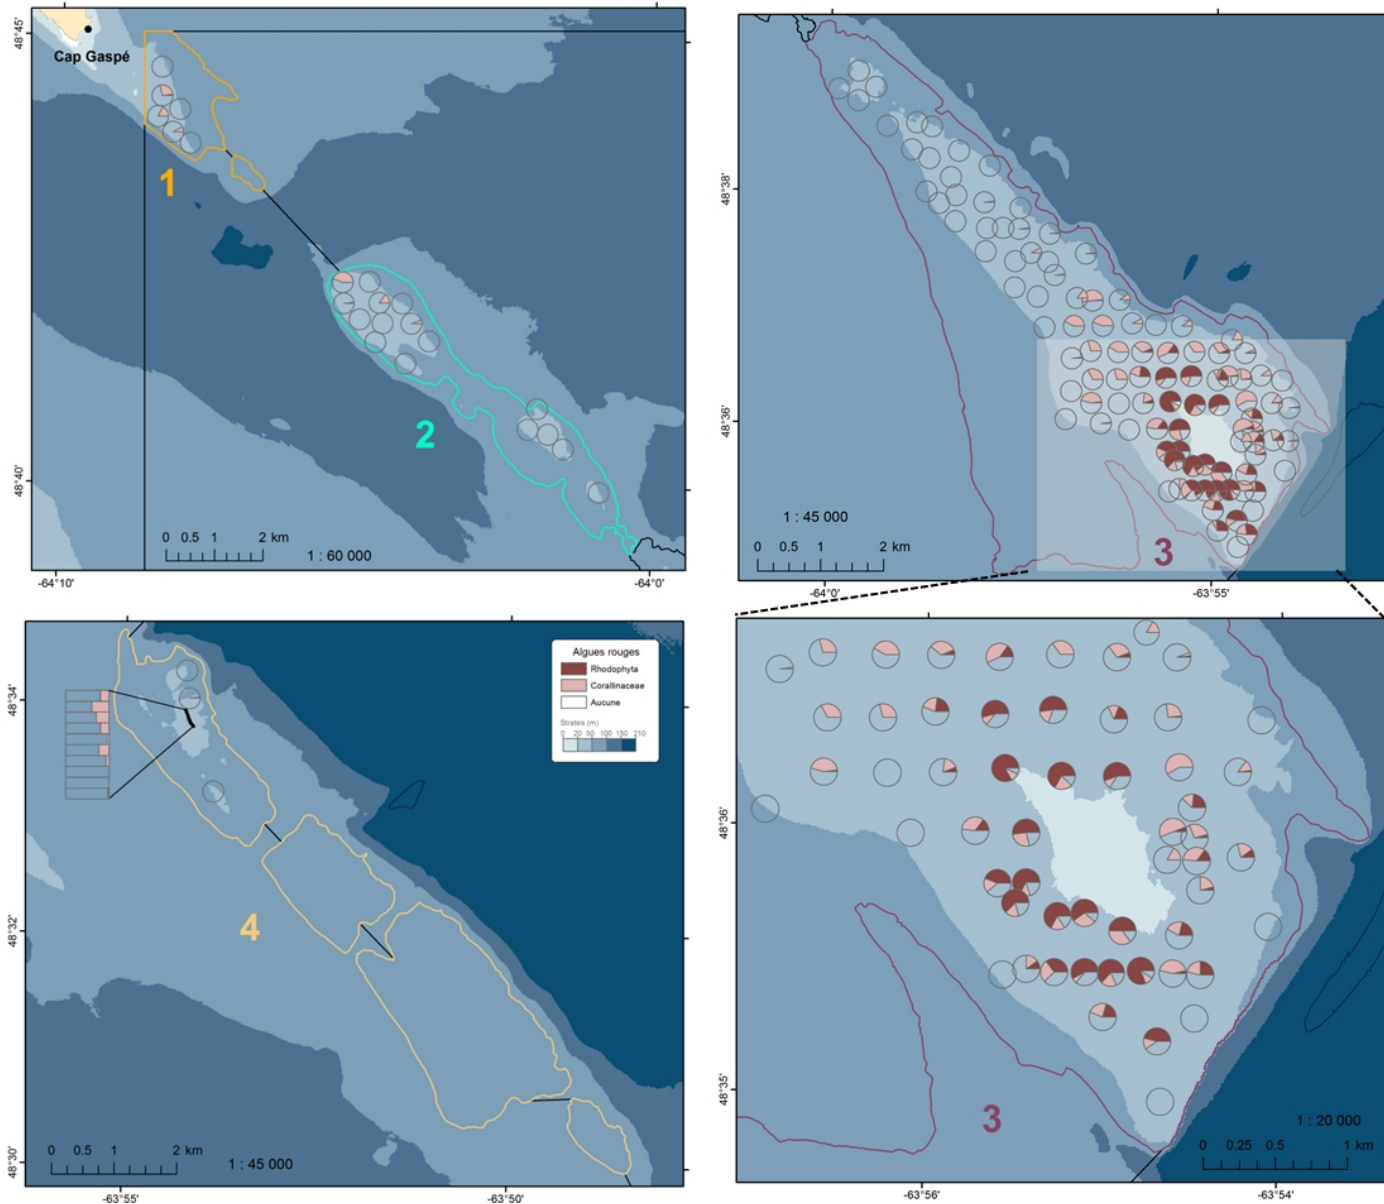 48°45'
Cap Gaspé
1
2
48°40'
0 0.5 1 2 km
1 : 60 000
-64°10'
-64°0'
48°38'
48°36'
1 : 45 000
0 0.5 1 2 km
3
-64°0'
-63°55'
48°34'
Algues rouges
Rhodophyta
Corallinaceae
Aucune
Strates (m)
0 20 50 100 150 210
4
48°32'
0 0.5 1 2 km
1 : 45 000
48°30'
-63°55'
-63°50'
48°36'
48°35'
3
1 : 20 000
0 0.25 0.5 1 km
-63°56'
-63°54'